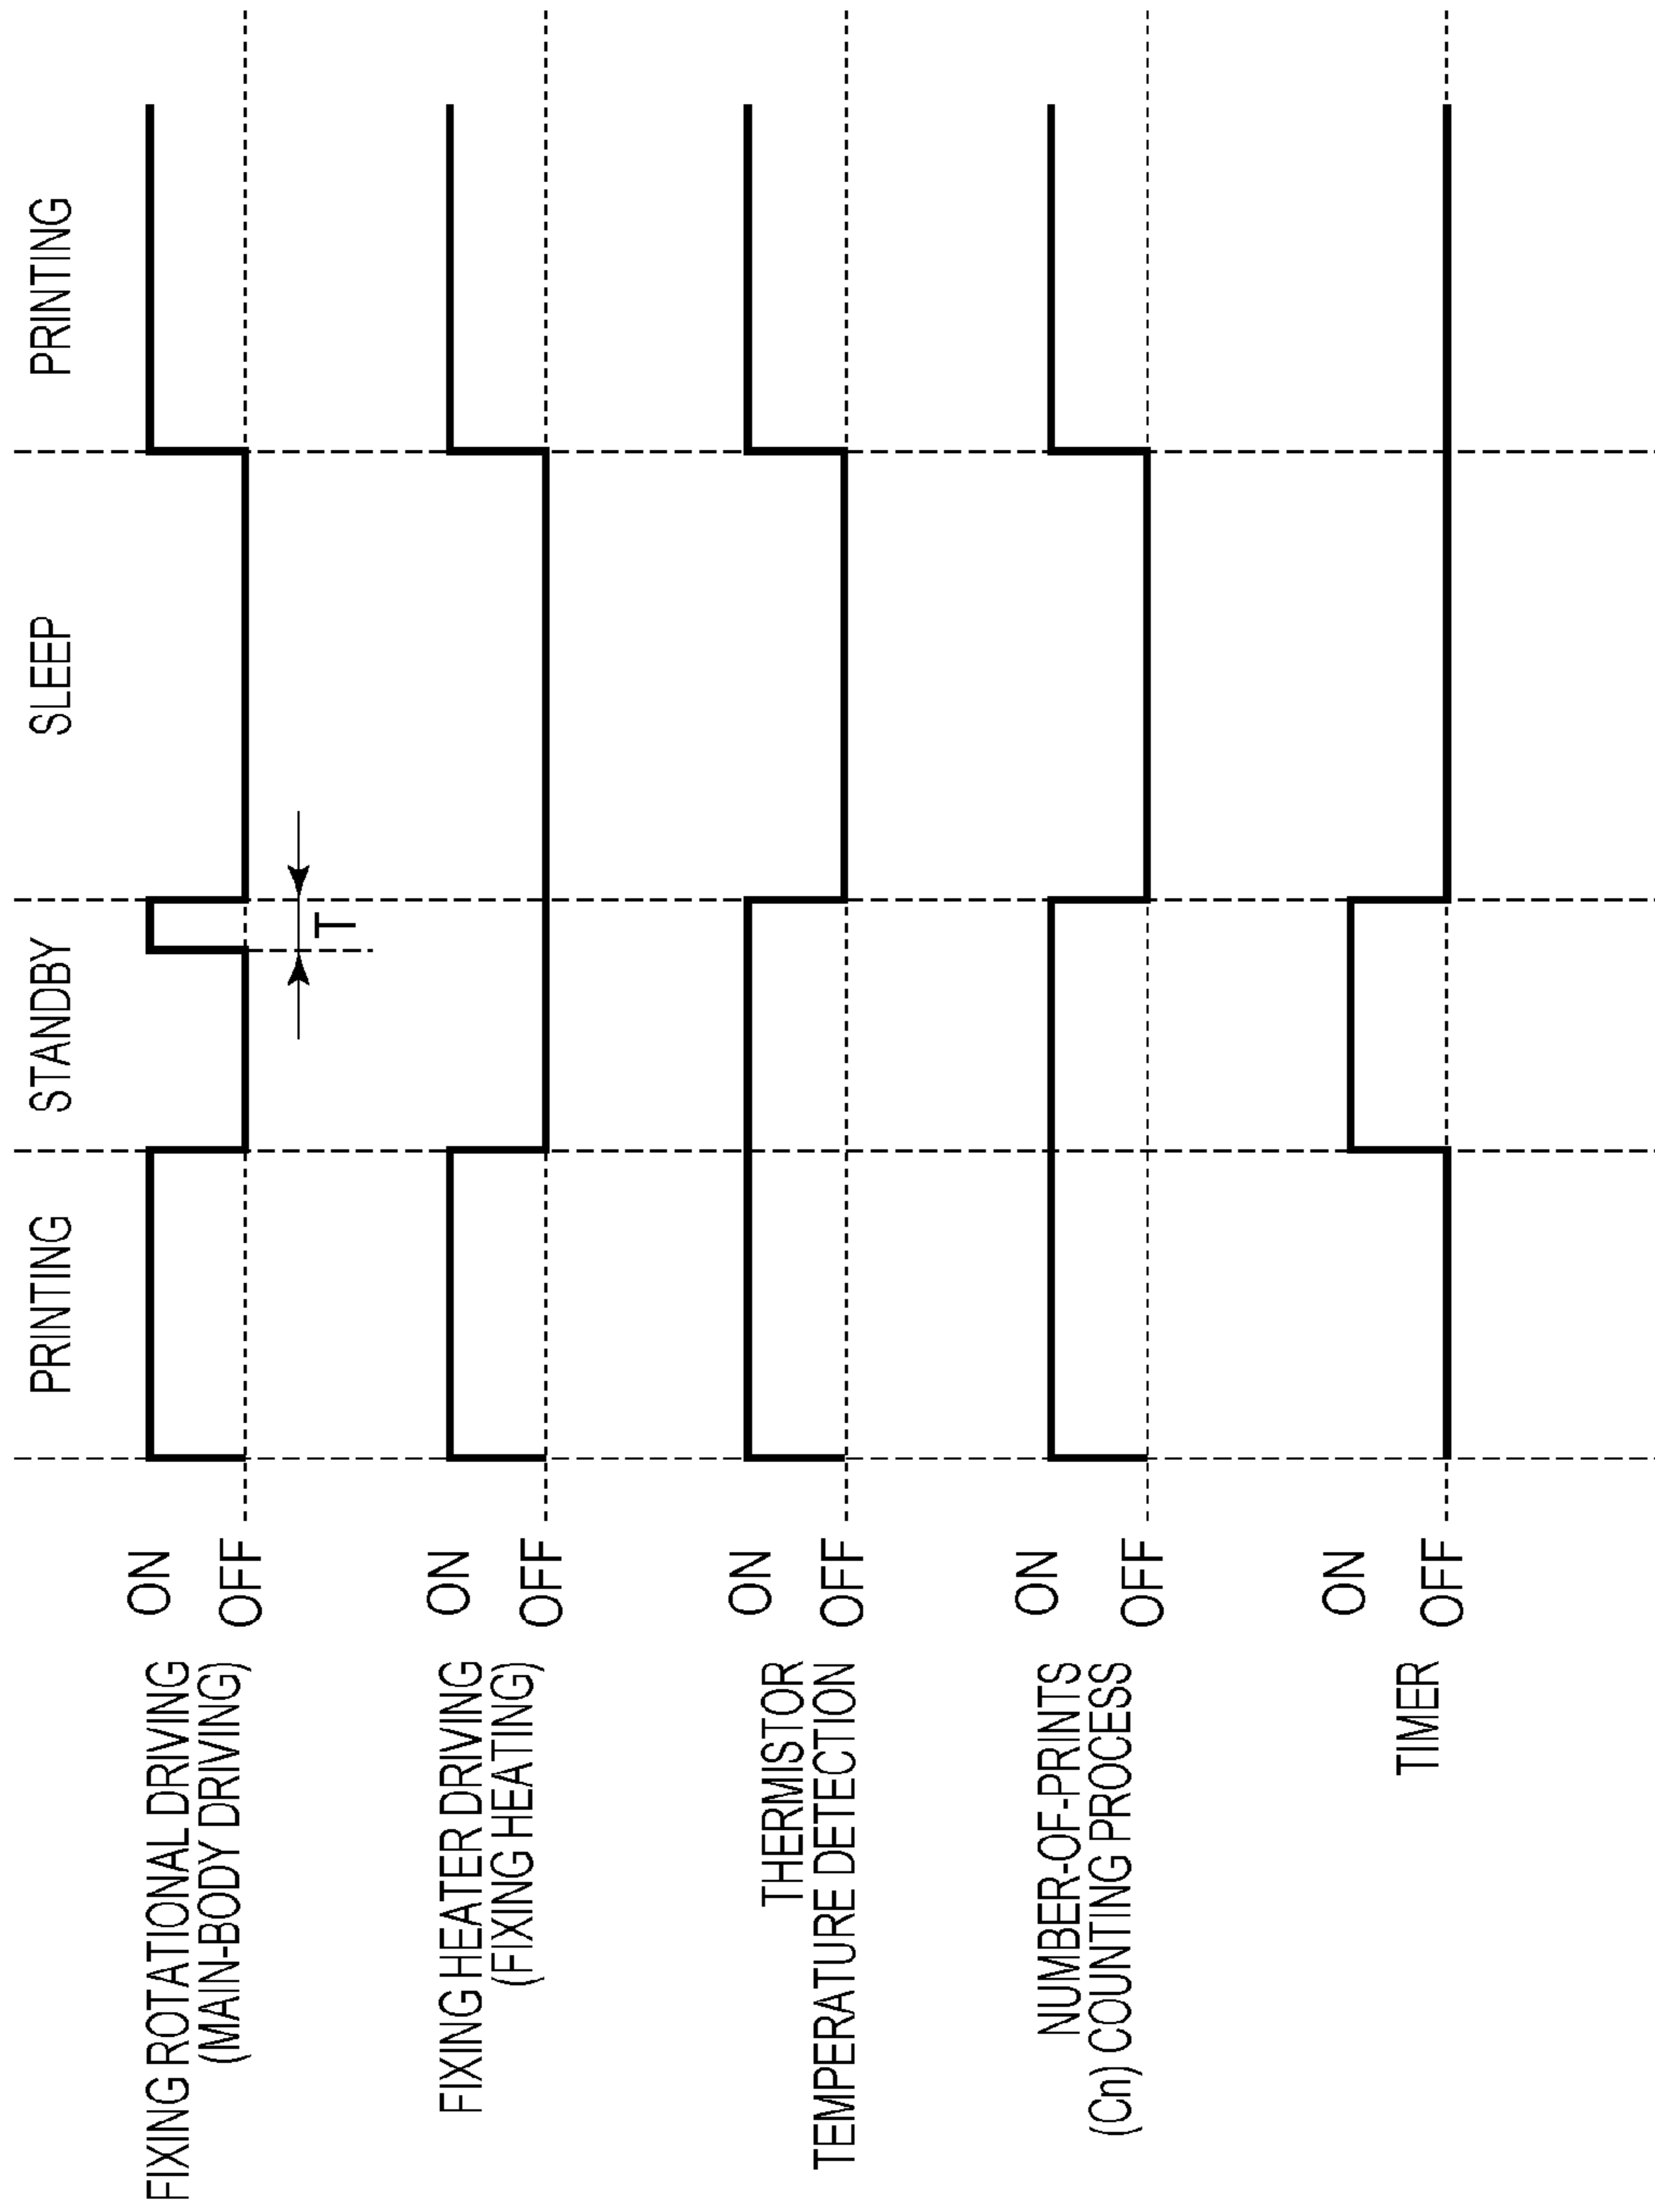 PRINTING
STANDBY
SLEEP
PRINTING
FIXING ROTATIONAL DRIVING
(MAIN-BODY DRIVING)
ON
OFF
T
FIXING HEATER DRIVING
(FIXING HEATING)
ON
OFF
THERMISTOR
TEMPERATURE DETECTION
ON
OFF
NUMBER-OF-PRINTS
(Cn) COUNTING PROCESS
ON
OFF
TIMER
ON
OFF